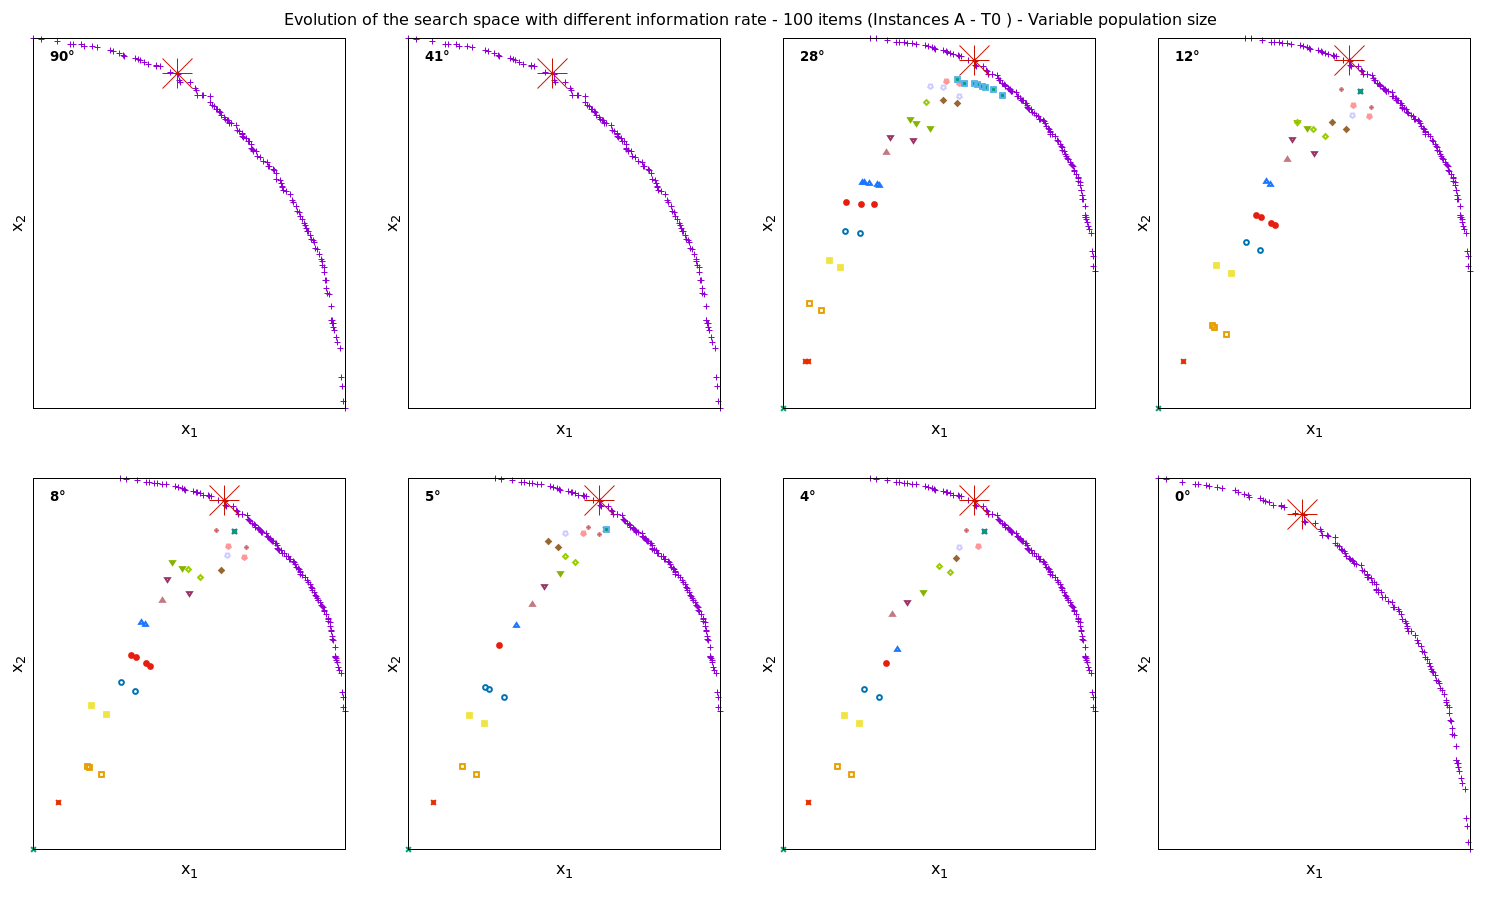 Evolution of the search space with different information rate - 100 items (Instances A - T0 ) - Variable population size
90°
41°
28°
12°
x2
x2
x2
x2
x1
x1
x1
x1
8°
5°
4°
0°
x2
x2
x2
x2
x1
x1
x1
x1